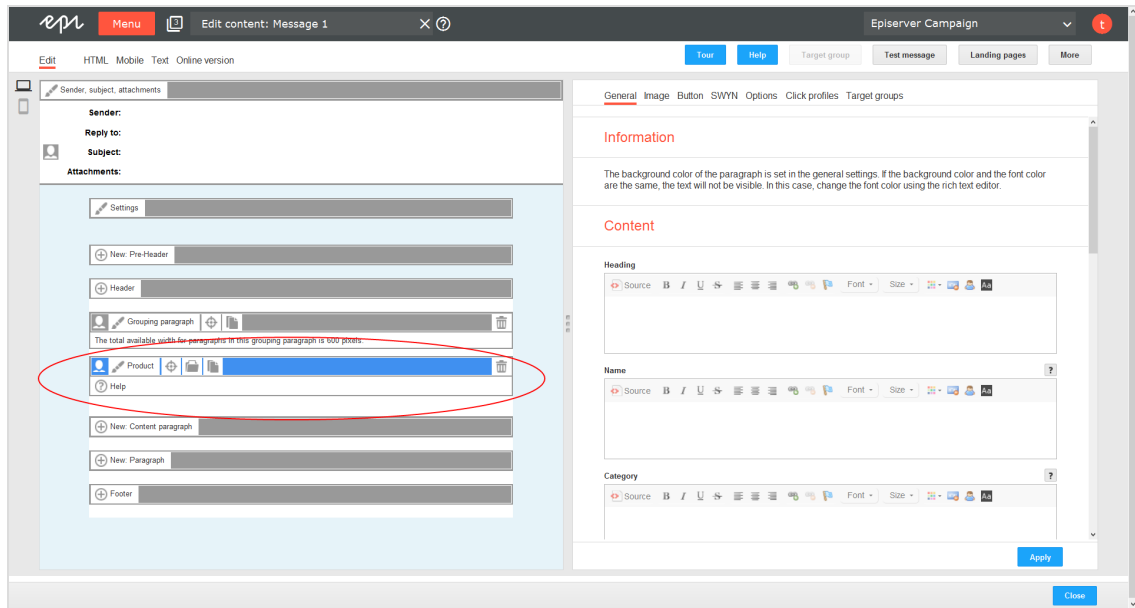 epi Menu 3 Edit content: Message 1 Episerver Campaign t
Edit HTML Mobile Text Online version Tour Help Target group Test message Landing pages More
Sender, subject, attachments
Sender:
Reply to:
Subject:
Attachments:
Settings
New: Pre-Header
Header
Grouping paragraph
The total available width for paragraphs in this grouping paragraph is 600 pixels.
Product
? Help
New: Content paragraph
New: Paragraph
Footer
General Image Button SWYN Options Click profiles Target groups
Information
The background color of the paragraph is set in the general settings. If the background color and the font color
are the same, the text will not be visible. In this case, change the font color using the rich text editor.
Content
Heading
Source B I U S Font Size Aa
Name ?
Source B I U S Font Size Aa
Category ?
Source B I U S Font Size Aa
Apply
Close